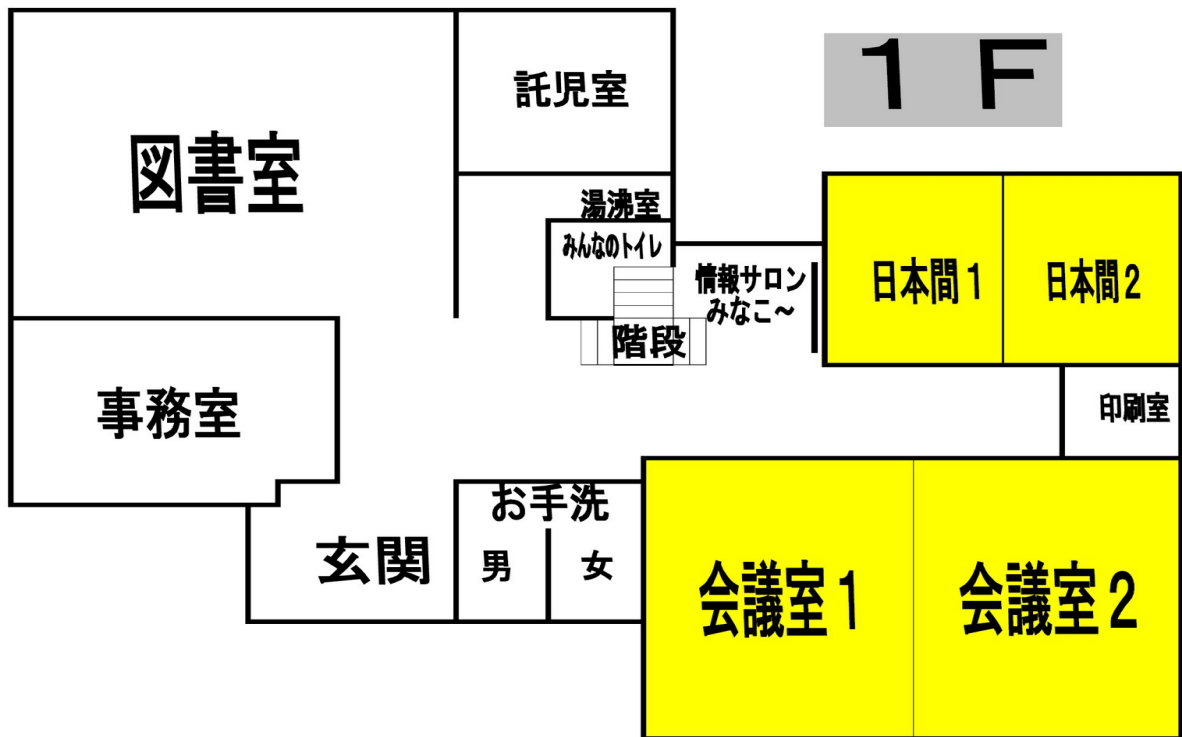 １Ｆ
託児室
図書室
湯沸室
みんなのトイレ
情報サロン
みなこ～
日本間１
日本間２
階段
事務室
印刷室
お手洗
玄関
男
女
会議室１
会議室２